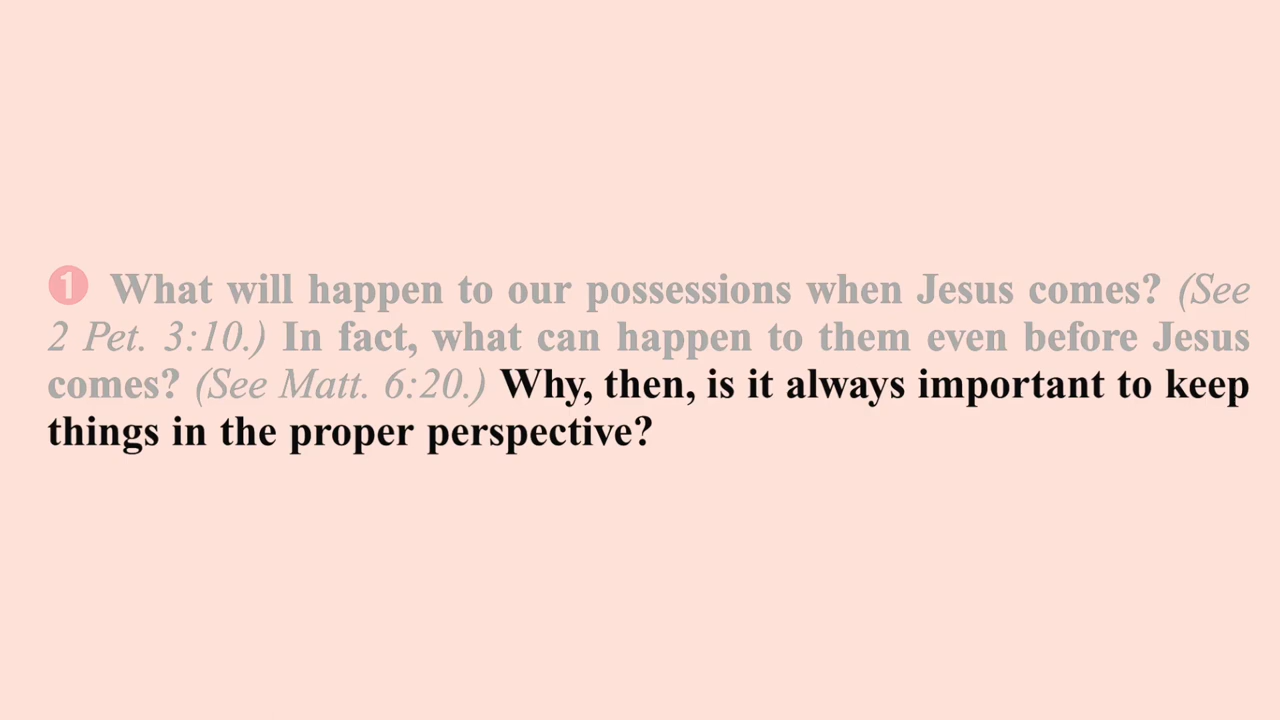 ❶ What will happen to our possessions when Jesus comes? (See
2 Pet. 3:10.) In fact, what can happen to them even before Jesus
comes? (See Matt. 6:20.) Why, then, is it always important to keep
things in the proper perspective?